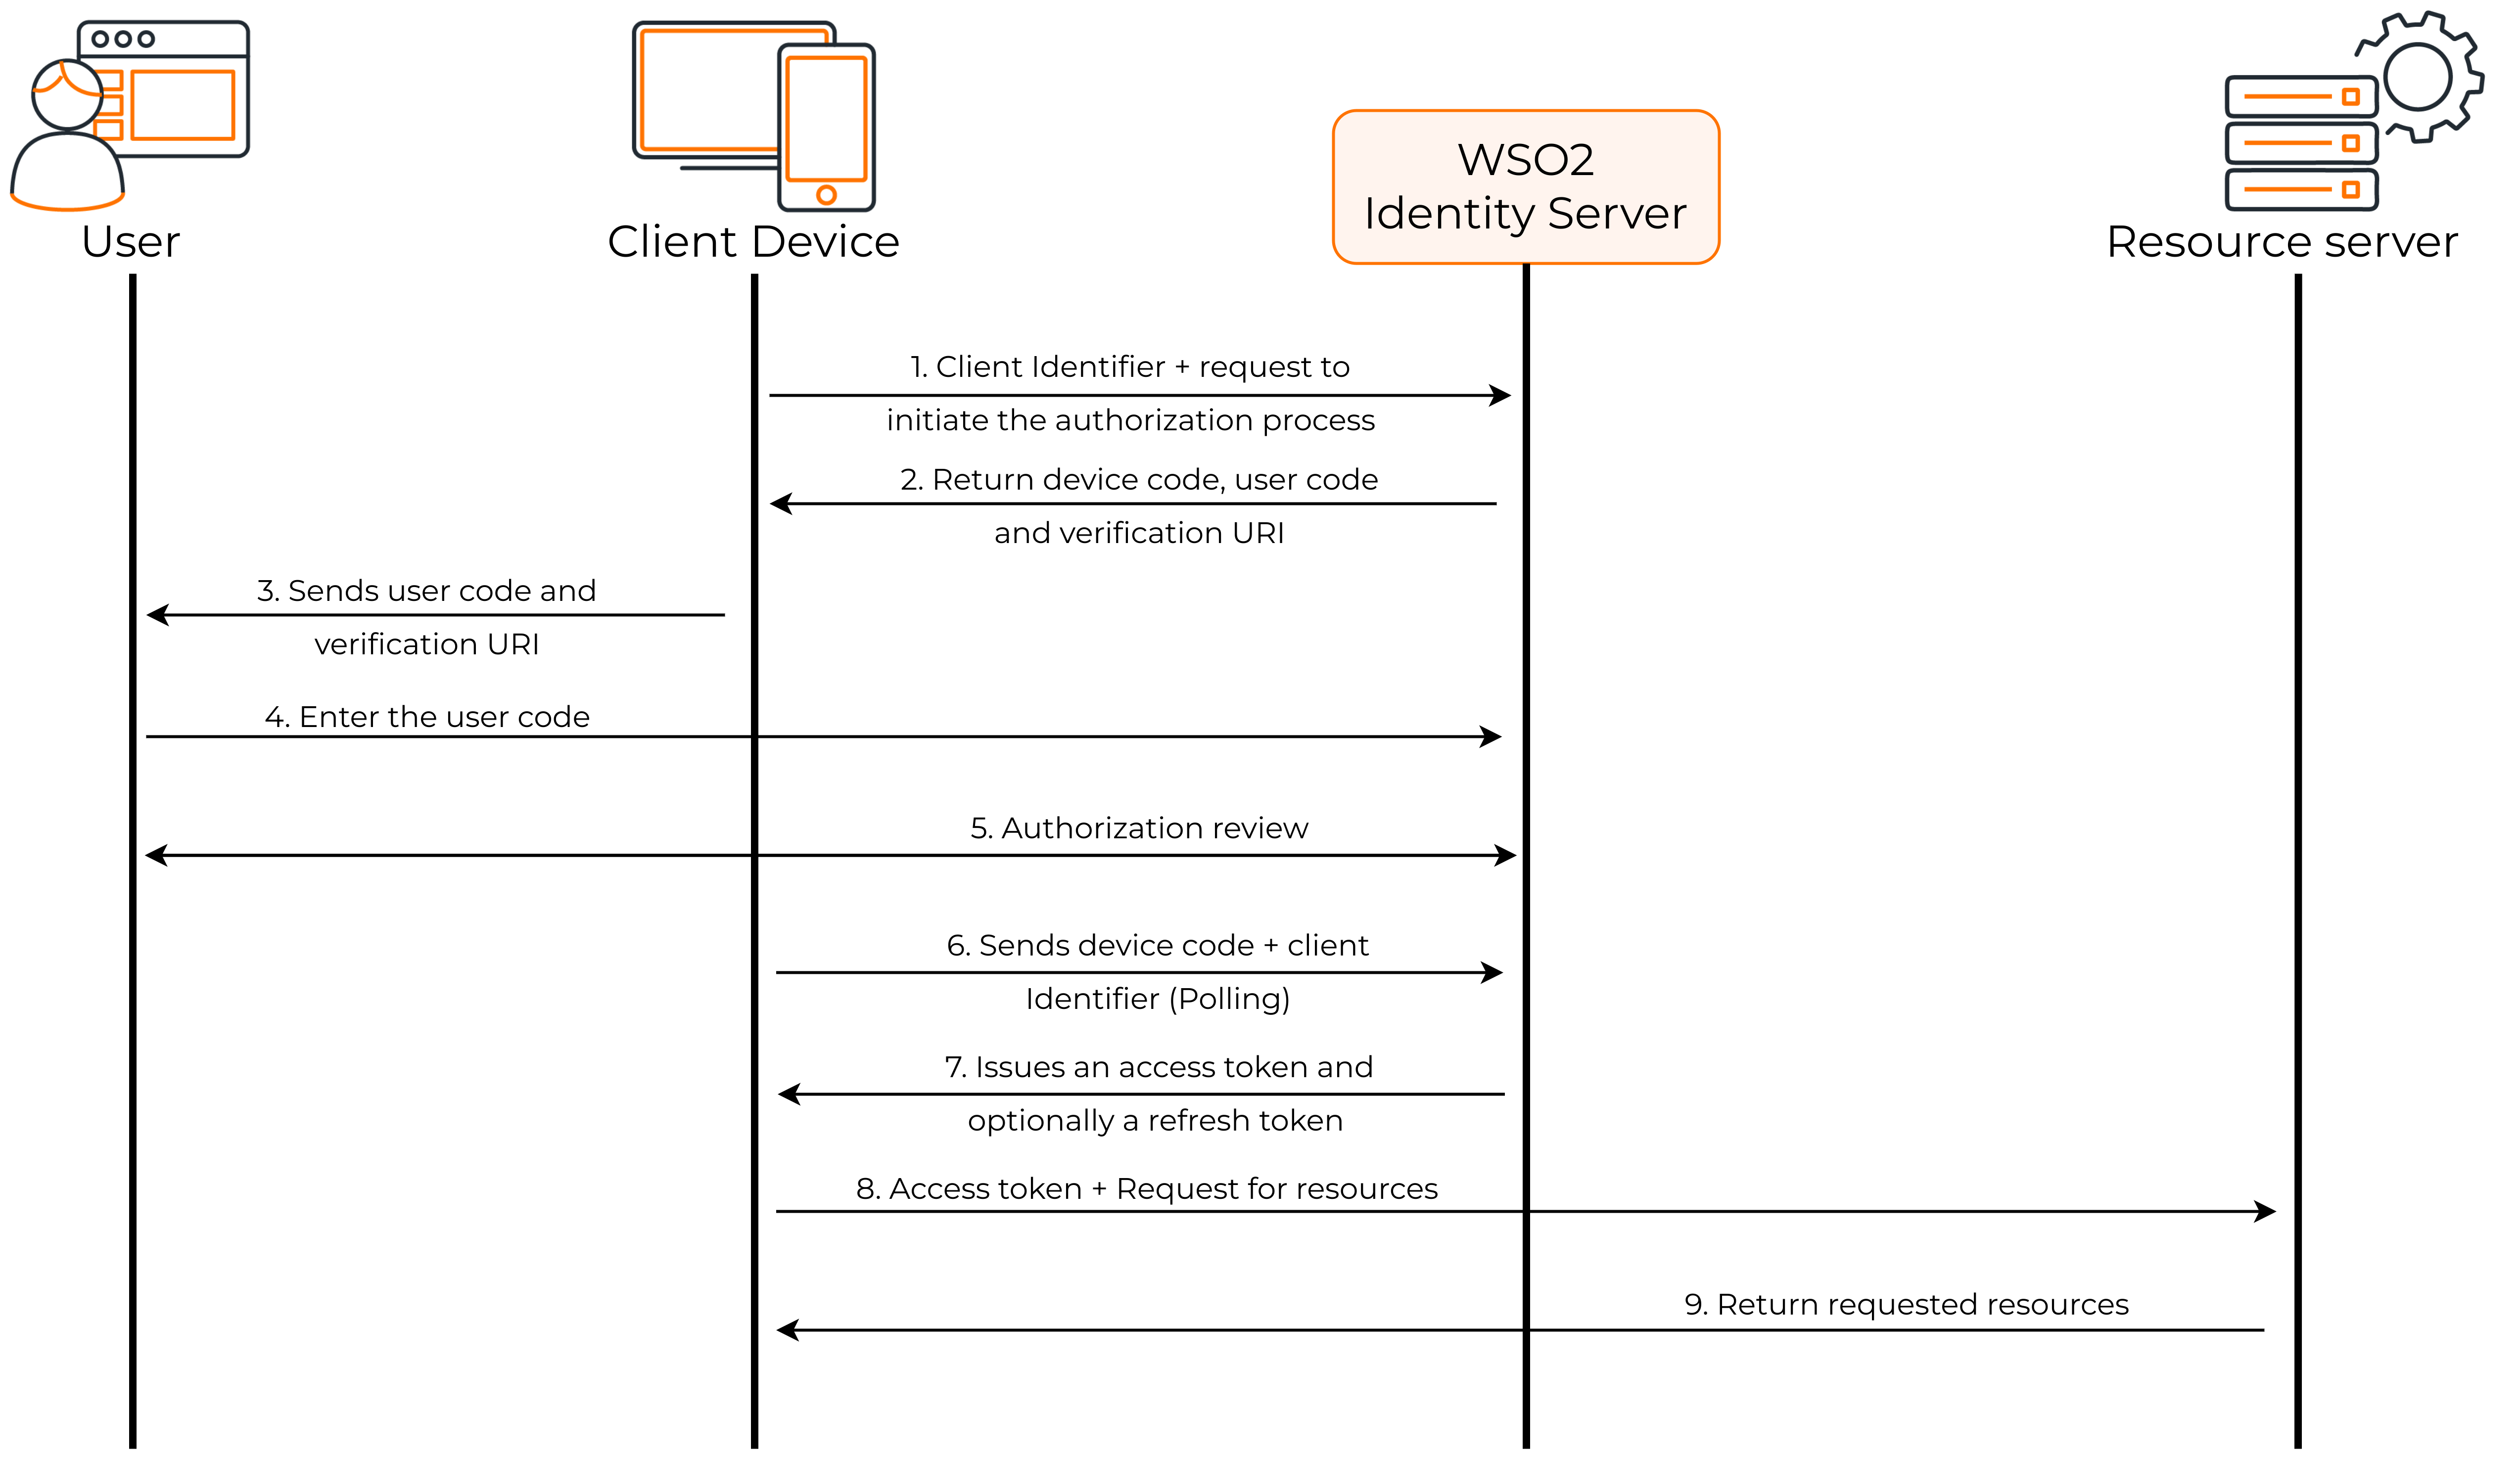 User
Client Device
WSO2
Identity Server
Resource server
1. Client Identifier + request to
initiate the authorization process
2. Return device code, user code
and verification URI
3. Sends user code and
verification URI
4. Enter the user code
5. Authorization review
6. Sends device code + client
Identifier (Polling)
7. Issues an access token and
optionally a refresh token
8. Access token + Request for resources
9. Return requested resources